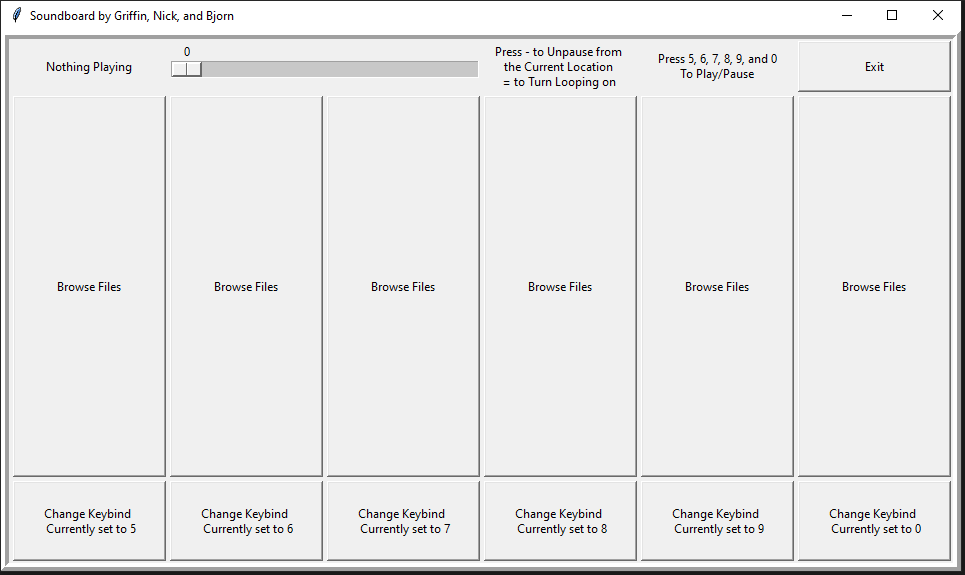 Soundboard by Griffin, Nick, and Bjorn
Nothing Playing
0
Press - to Unpause from
the Current Location
= to Turn Looping on
Press 5, 6, 7, 8, 9, and 0
To Play/Pause
Exit
Browse Files
Browse Files
Browse Files
Browse Files
Browse Files
Browse Files
Change Keybind
Currently set to 5
Change Keybind
Currently set to 6
Change Keybind
Currently set to 7
Change Keybind
Currently set to 8
Change Keybind
Currently set to 9
Change Keybind
Currently set to 0